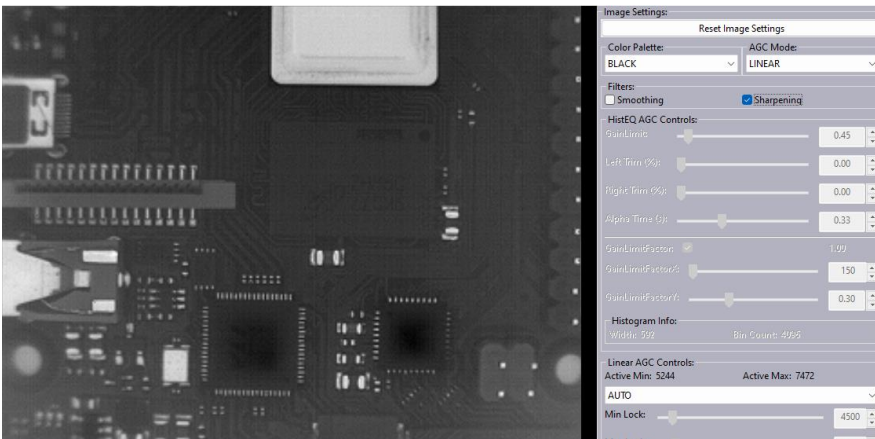 Image Settings:
Reset Image Settings
Color Palette:
AGC Mode:
BLACK
LINEAR
Filters:
Smoothing
Sharpening
HistEQ AGC Controls:
GainLimit:
0.45
Left Trim (%):
0.00
Right Trim (%):
0.00
Alpha Time (s):
0.33
GainLimitFactor:
1.00
GainLimitFactorX:
150
GainLimitFactorY:
0.30
Histogram Info:
Width: 592
Bin Count: 4096
Linear AGC Controls:
Active Min: 5244
Active Max: 7472
AUTO
Min Lock:
4500